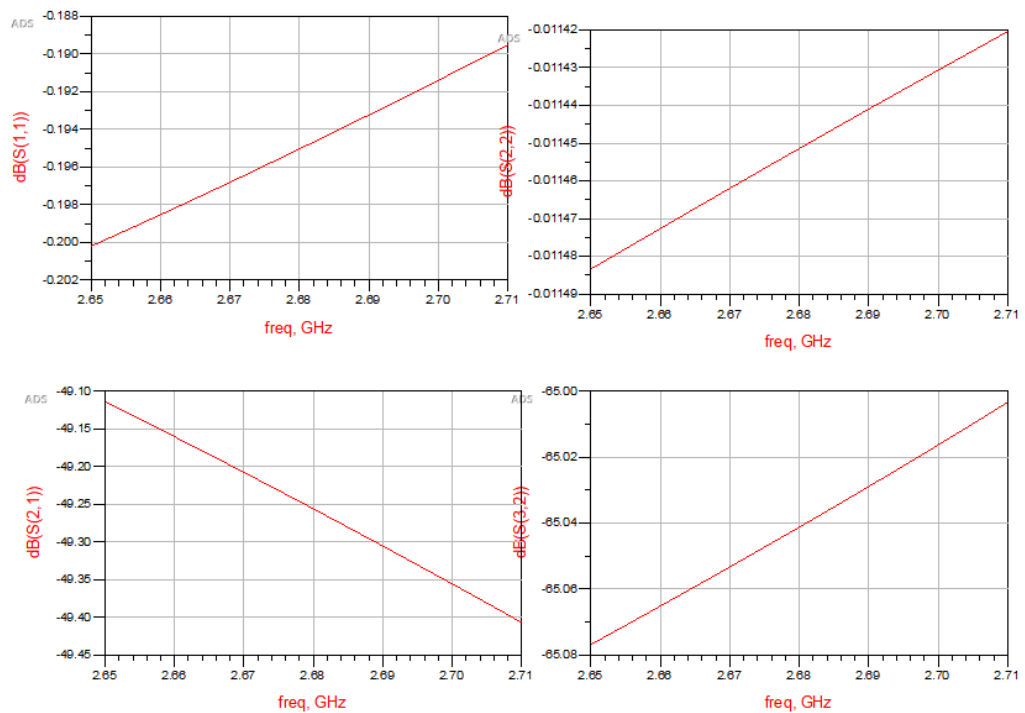 ADS
dB(S(1,1))
-0.188
-0.190
-0.192
-0.194
-0.196
-0.198
-0.200
-0.202
2.65 2.66 2.67 2.68 2.69 2.70 2.71
freq, GHz
ADS
dB(S(2,2))
-0.01142
-0.01143
-0.01144
-0.01145
-0.01146
-0.01147
-0.01148
-0.01149
2.65 2.66 2.67 2.68 2.69 2.70 2.71
freq, GHz
ADS
dB(S(2,1))
-49.10
-49.15
-49.20
-49.25
-49.30
-49.35
-49.40
-49.45
2.65 2.66 2.67 2.68 2.69 2.70 2.71
freq, GHz
ADS
dB(S(3,2))
-65.00
-65.02
-65.04
-65.06
-65.08
2.65 2.66 2.67 2.68 2.69 2.70 2.71
freq, GHz